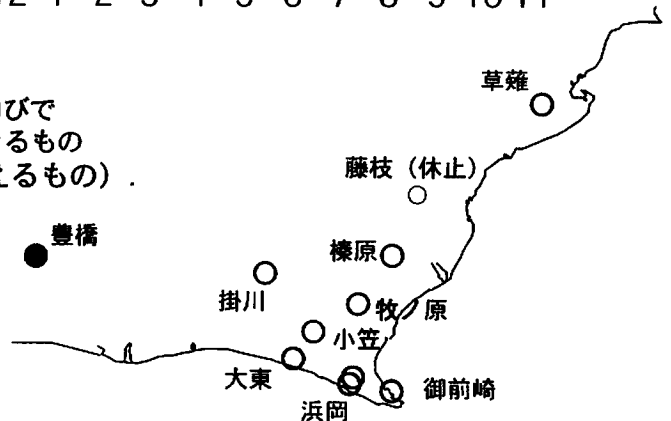 2 1 2 3 4 5 6 7 8 9 10 11
びで
るもの
えるもの）.
草薙
藤枝（休止）
豊橋
榛原
掛川
牧ノ原
小笠
大東
御前崎
浜岡